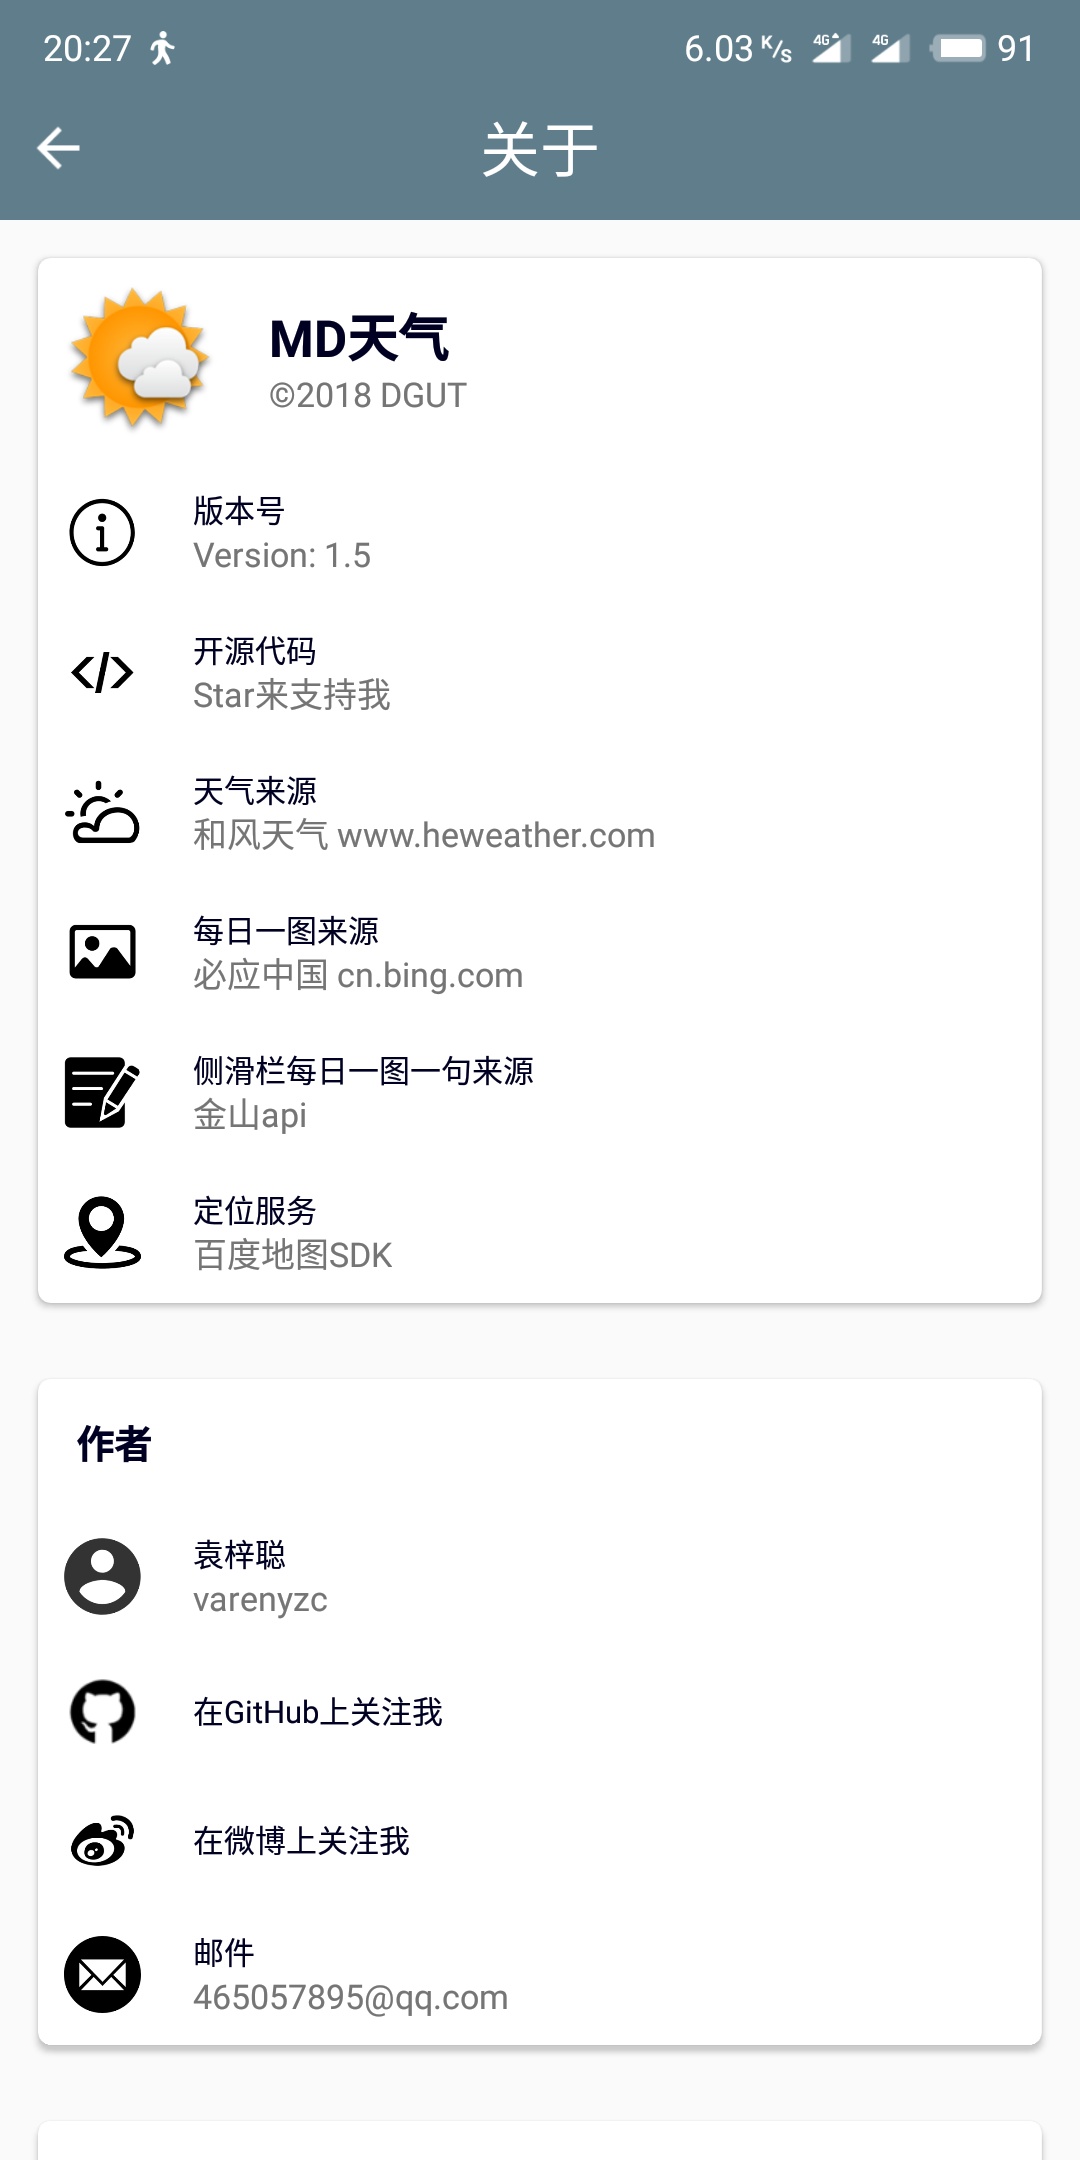 20:27 6.03 K/s 4G 4G 91
关于
MD天气
©2018 DGUT
版本号
Version: 1.5
开源代码
Star来支持我
天气来源
和风天气 www.heweather.com
每日一图来源
必应中国 cn.bing.com
侧滑栏每日一图一句来源
金山api
定位服务
百度地图SDK
作者
袁梓聪
varenyzc
在GitHub上关注我
在微博上关注我
邮件
465057895@qq.com